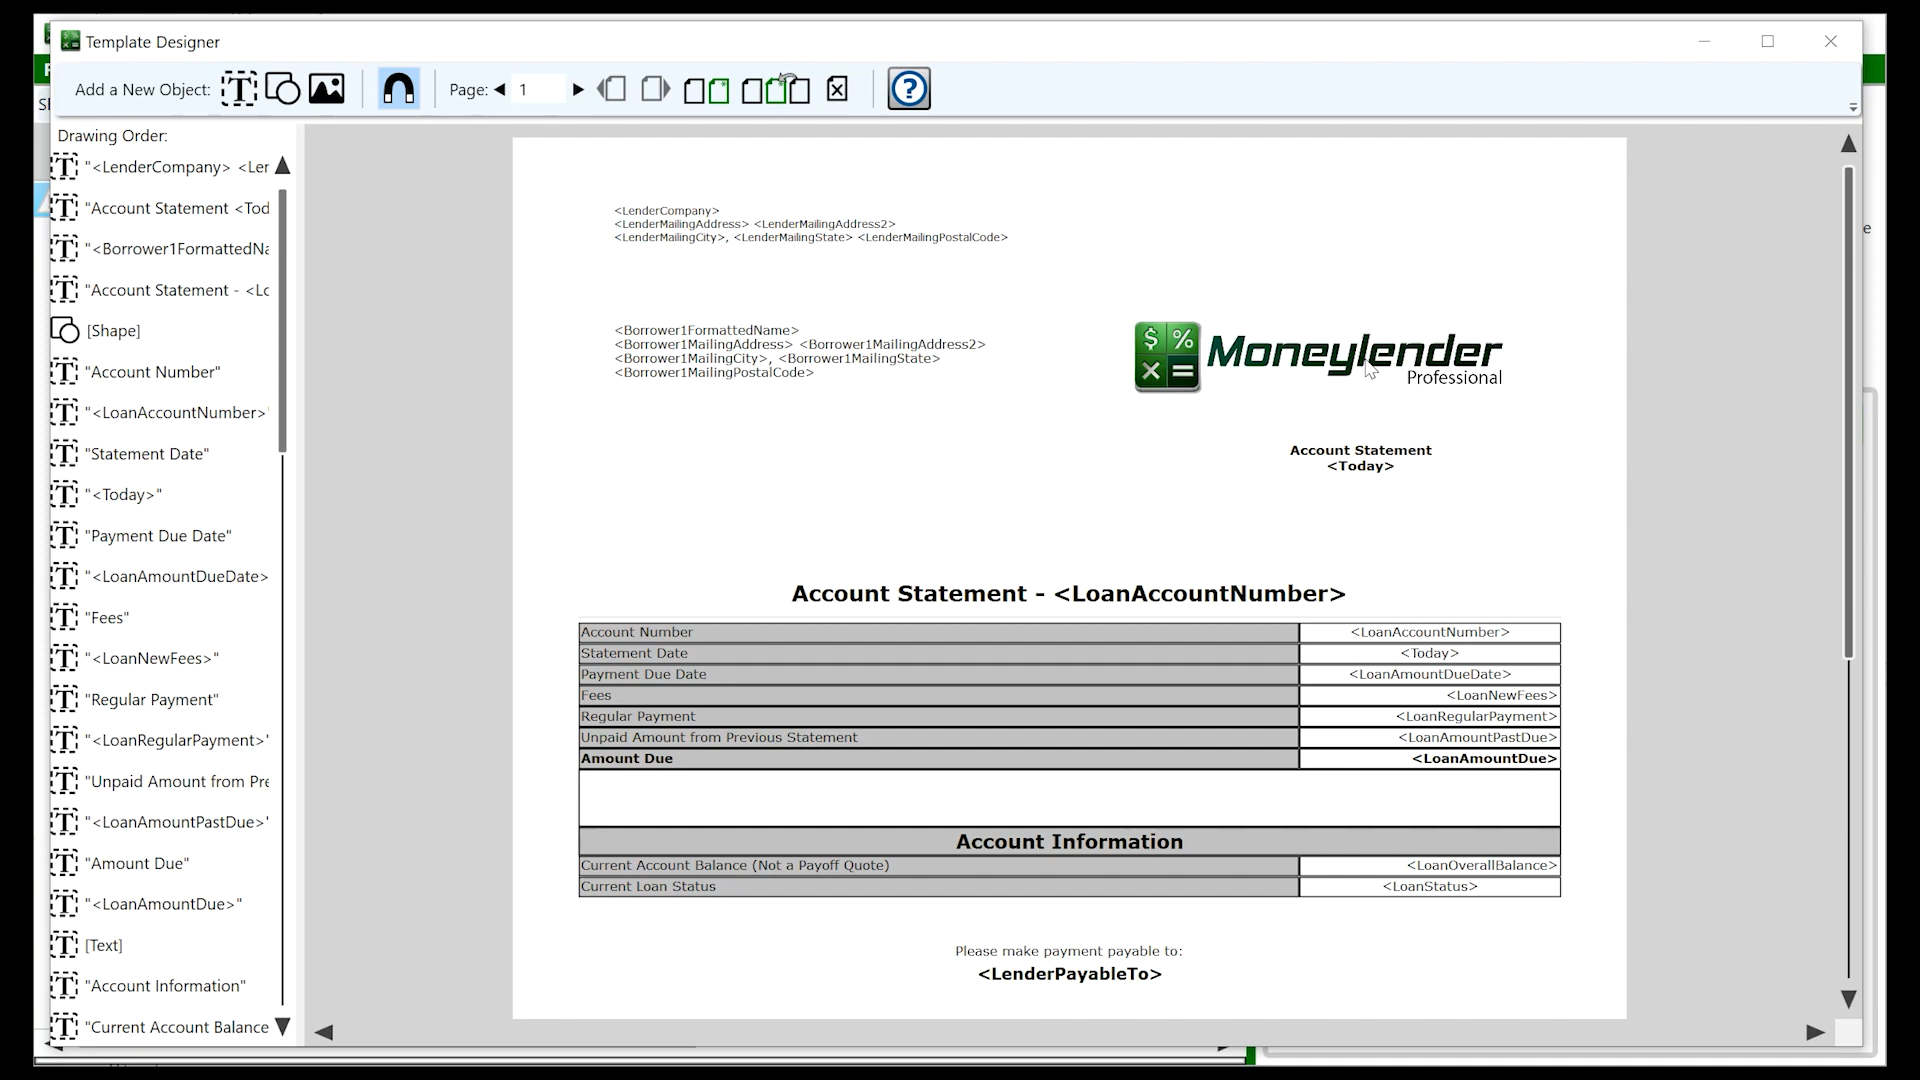 Template Designer
Add a New Object:
Page:
1
Drawing Order:
"<LenderCompany> <Ler
"Account Statement <Tod
"<Borrower1FormattedNa
"Account Statement - <Lc
[Shape]
"Account Number"
"<LoanAccountNumber>"
"Statement Date"
"<Today>"
"Payment Due Date"
"<LoanAmountDueDate>
"Fees"
"<LoanNewFees>"
"Regular Payment"
"<LoanRegularPayment>"
"Unpaid Amount from Pre
"<LoanAmountPastDue>"
"Amount Due"
"<LoanAmountDue>"
[Text]
"Account Information"
"Current Account Balance
<LenderCompany>
<LenderMailingAddress> <LenderMailingAddress2>
<LenderMailingCity>, <LenderMailingState> <LenderMailingPostalCode>
<Borrower1FormattedName>
<Borrower1MailingAddress> <Borrower1MailingAddress2>
<Borrower1MailingCity>, <Borrower1MailingState>
<Borrower1MailingPostalCode>
Moneylender
Professional
Account Statement
<Today>
Account Statement - <LoanAccountNumber>
Account Number <LoanAccountNumber>
Statement Date <Today>
Payment Due Date <LoanAmountDueDate>
Fees <LoanNewFees>
Regular Payment <LoanRegularPayment>
Unpaid Amount from Previous Statement <LoanAmountPastDue>
Amount Due <LoanAmountDue>
Account Information
Current Account Balance (Not a Payoff Quote) <LoanOverallBalance>
Current Loan Status <LoanStatus>
Please make payment payable to:
<LenderPayableTo>